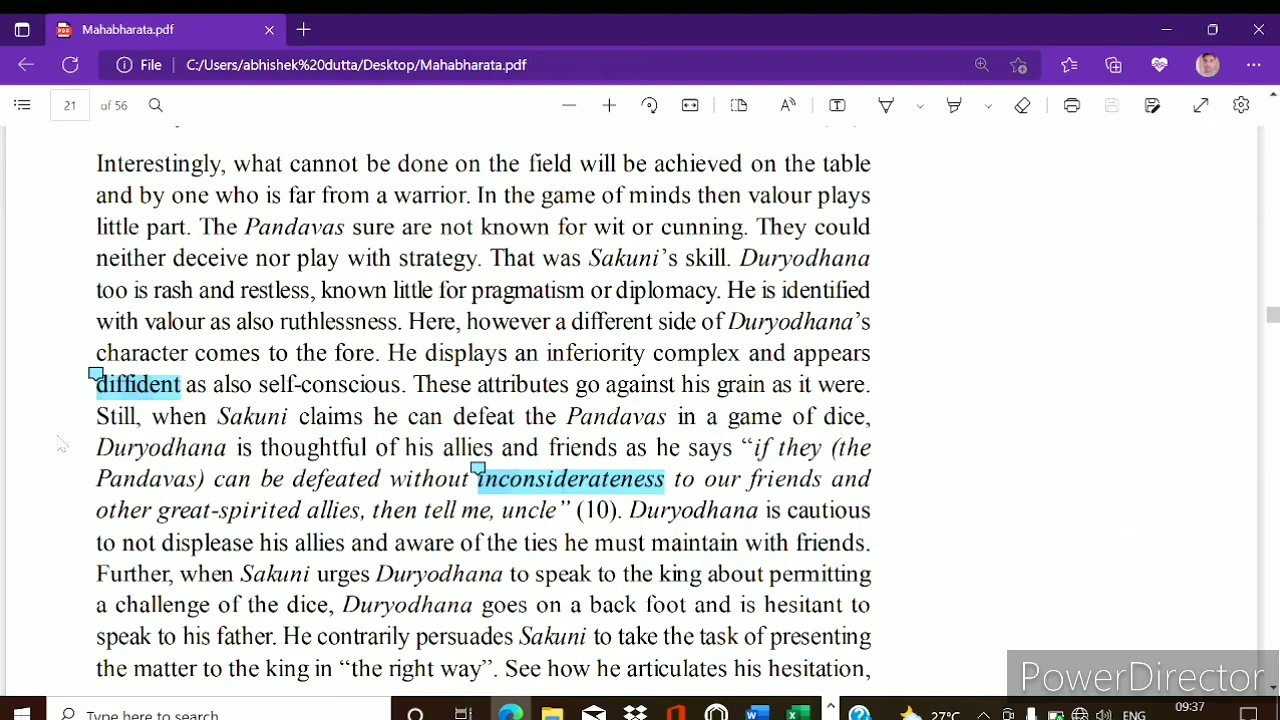 Mahabharata.pdf
File C:/Users/abhishek%20dutta/Desktop/Mahabharata.pdf
21 of 56
Interestingly, what cannot be done on the field will be achieved on the table
and by one who is far from a warrior. In the game of minds then valour plays
little part. The Pandavas sure are not known for wit or cunning. They could
neither deceive nor play with strategy. That was Sakuni's skill. Duryodhana
too is rash and restless, known little for pragmatism or diplomacy. He is identified
with valour as also ruthlessness. Here, however a different side of Duryodhana's
character comes to the fore. He displays an inferiority complex and appears
diffident as also self-conscious. These attributes go against his grain as it were.
Still, when Sakuni claims he can defeat the Pandavas in a game of dice,
Duryodhana is thoughtful of his allies and friends as he says “if they (the
Pandavas) can be defeated without inconsiderateness to our friends and
other great-spirited allies, then tell me, uncle” (10). Duryodhana is cautious
to not displease his allies and aware of the ties he must maintain with friends.
Further, when Sakuni urges Duryodhana to speak to the king about permitting
a challenge of the dice, Duryodhana goes on a back foot and is hesitant to
speak to his father. He contrarily persuades Sakuni to take the task of presenting
the matter to the king in “the right way”. See how he articulates his hesitation,
PowerDirector
09:37
Type here to search
27°C
ENG